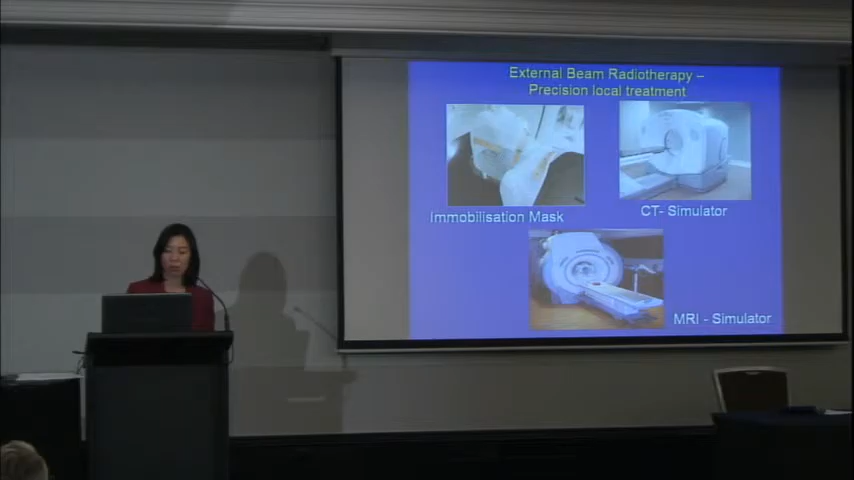 External Beam Radiotherapy –
Precision local treatment
Immobilisation Mask
CT- Simulator
MRI - Simulator